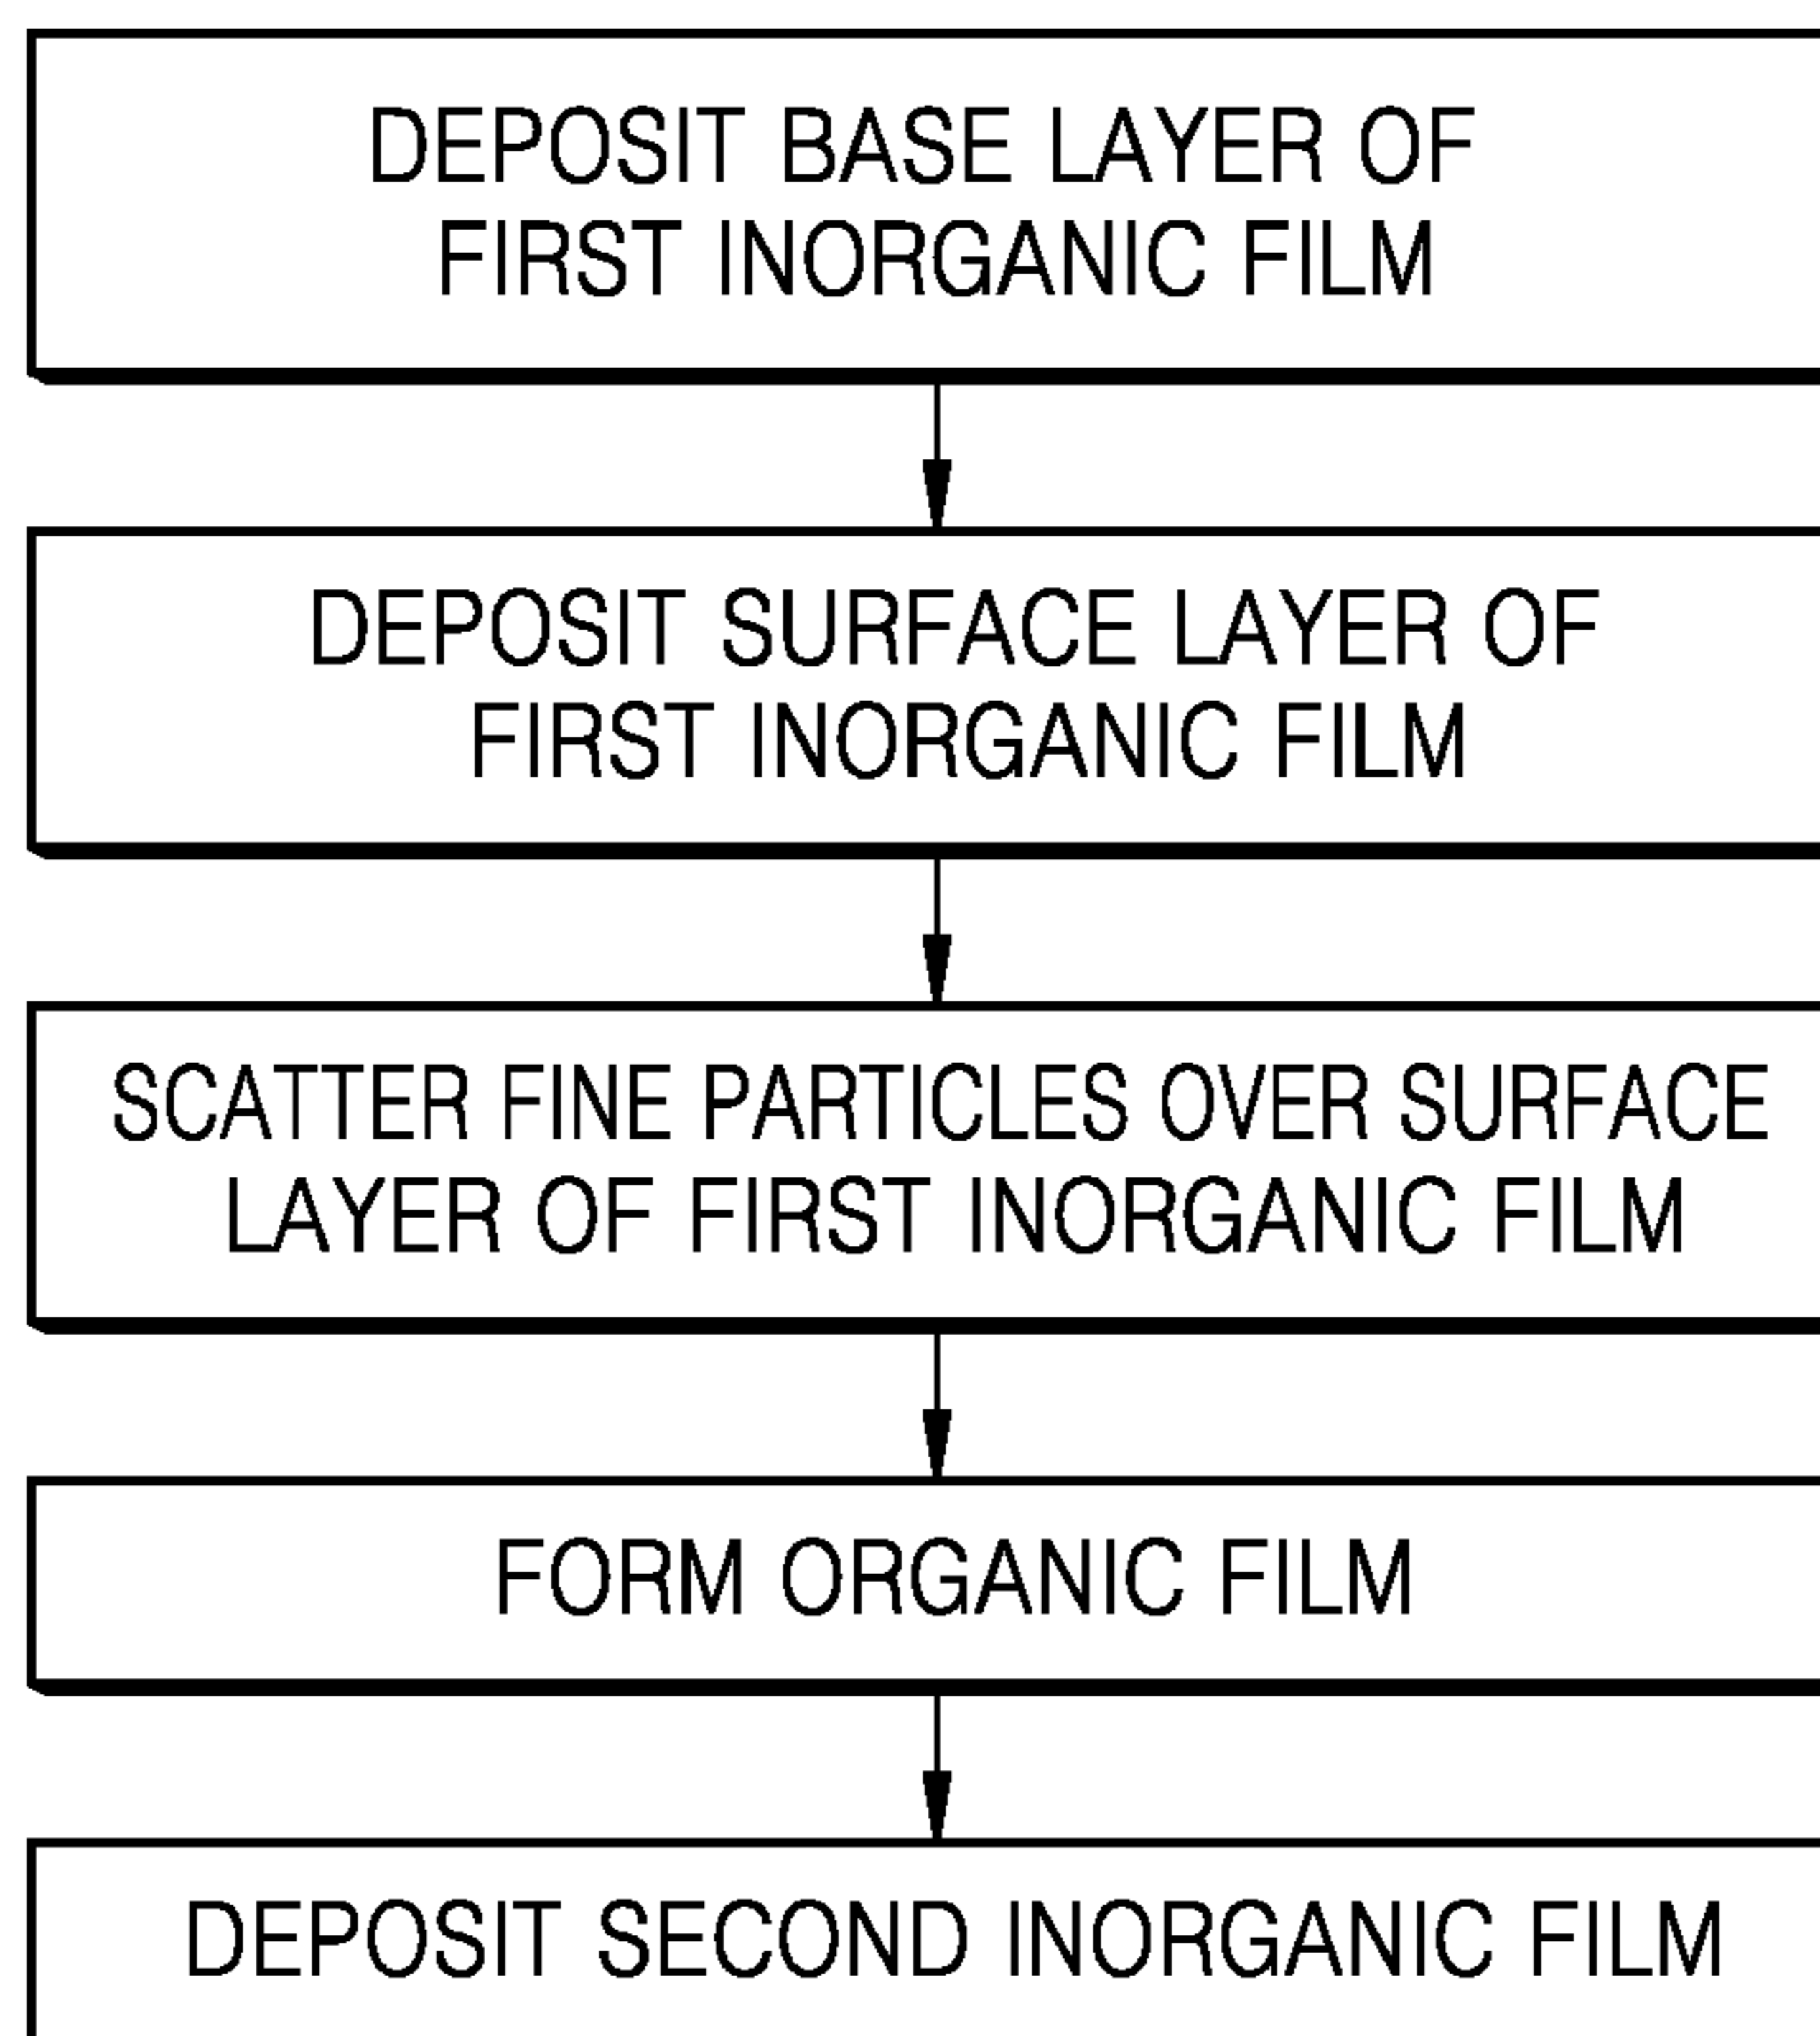 DEPOSIT BASE LAYER OF
FIRST INORGANIC FILM
DEPOSIT SURFACE LAYER OF
FIRST INORGANIC FILM
SCATTER FINE PARTICLES OVER SURFACE
LAYER OF FIRST INORGANIC FILM
FORM ORGANIC FILM
DEPOSIT SECOND INORGANIC FILM